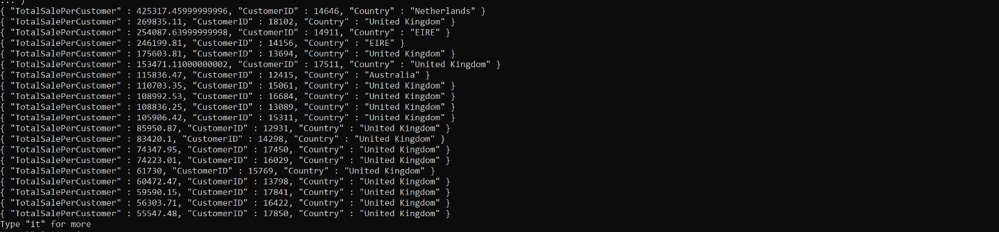 ... )
{ "TotalSalePerCustomer" : 425317.45999999996, "CustomerID" : 14646, "Country" : "Netherlands" }
{ "TotalSalePerCustomer" : 269835.11, "CustomerID" : 18102, "Country" : "United Kingdom" }
{ "TotalSalePerCustomer" : 254087.63999999998, "CustomerID" : 14911, "Country" : "EIRE" }
{ "TotalSalePerCustomer" : 246199.81, "CustomerID" : 14156, "Country" : "EIRE" }
{ "TotalSalePerCustomer" : 175603.81, "CustomerID" : 13694, "Country" : "United Kingdom" }
{ "TotalSalePerCustomer" : 153471.11000000002, "CustomerID" : 17511, "Country" : "United Kingdom" }
{ "TotalSalePerCustomer" : 115836.47, "CustomerID" : 12415, "Country" : "Australia" }
{ "TotalSalePerCustomer" : 110703.35, "CustomerID" : 15061, "Country" : "United Kingdom" }
{ "TotalSalePerCustomer" : 108992.53, "CustomerID" : 16684, "Country" : "United Kingdom" }
{ "TotalSalePerCustomer" : 108836.25, "CustomerID" : 13089, "Country" : "United Kingdom" }
{ "TotalSalePerCustomer" : 105906.42, "CustomerID" : 15311, "Country" : "United Kingdom" }
{ "TotalSalePerCustomer" : 85950.87, "CustomerID" : 12931, "Country" : "United Kingdom" }
{ "TotalSalePerCustomer" : 83420.1, "CustomerID" : 14298, "Country" : "United Kingdom" }
{ "TotalSalePerCustomer" : 74347.95, "CustomerID" : 17450, "Country" : "United Kingdom" }
{ "TotalSalePerCustomer" : 74223.01, "CustomerID" : 16029, "Country" : "United Kingdom" }
{ "TotalSalePerCustomer" : 61730, "CustomerID" : 15769, "Country" : "United Kingdom" }
{ "TotalSalePerCustomer" : 60472.47, "CustomerID" : 13798, "Country" : "United Kingdom" }
{ "TotalSalePerCustomer" : 59590.15, "CustomerID" : 17841, "Country" : "United Kingdom" }
{ "TotalSalePerCustomer" : 56303.71, "CustomerID" : 16422, "Country" : "United Kingdom" }
{ "TotalSalePerCustomer" : 55547.48, "CustomerID" : 17850, "Country" : "United Kingdom" }
Type "it" for more